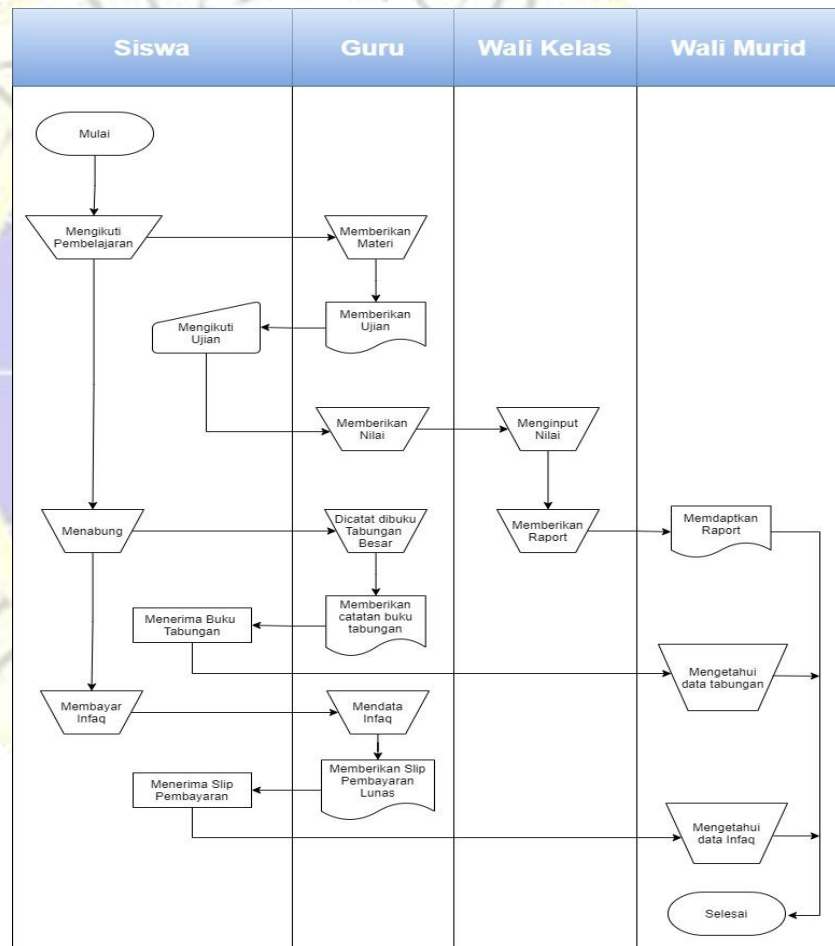 Siswa
Guru
Wali Kelas
Wali Murid
Mulai
Mengikuti
Pembelajaran
Memberikan
Materi
Memberikan
Ujian
Mengikuti
Ujian
Memberikan
Nilai
Menginput
Nilai
Menabung
Dicatat dibuku
Tabungan
Besar
Memberikan
Raport
Memdaptkan
Raport
Memberikan
catatan buku
tabungan
Menerima Buku
Tabungan
Mengetahui
data tabungan
Membayar
Infaq
Mendata
Infaq
Memberikan Slip
Pembayaran
Lunas
Menerima Slip
Pembayaran
Mengetahui
data Infaq
Selesai